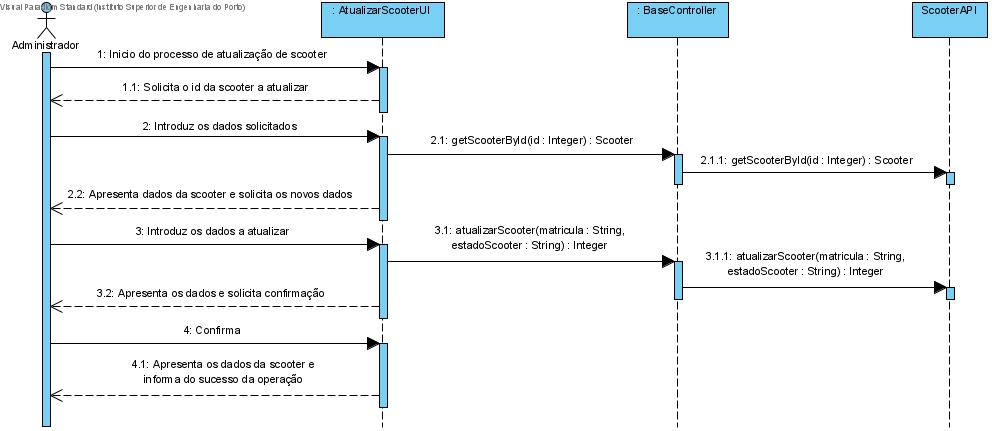 Visual Paradigm Standard (Instituto Superior de Engenharia do Porto)
: AtualizarScooterUI
: BaseController
ScooterAPI
Administrador
1: Inicio do processo de atualização de scooter
1.1: Solicita o id da scooter a atualizar
2: Introduz os dados solicitados
2.1: getScooterById(id : Integer) : Scooter
2.1.1: getScooterById(id : Integer) : Scooter
2.2: Apresenta dados da scooter e solicita os novos dados
3: Introduz os dados a atualizar
3.1: atualizarScooter(matricula : String,
estadoScooter : String) : Integer
3.1.1: atualizarScooter(matricula : String,
estadoScooter : String) : Integer
3.2: Apresenta os dados e solicita confirmação
4: Confirma
4.1: Apresenta os dados da scooter e
informa do sucesso da operação